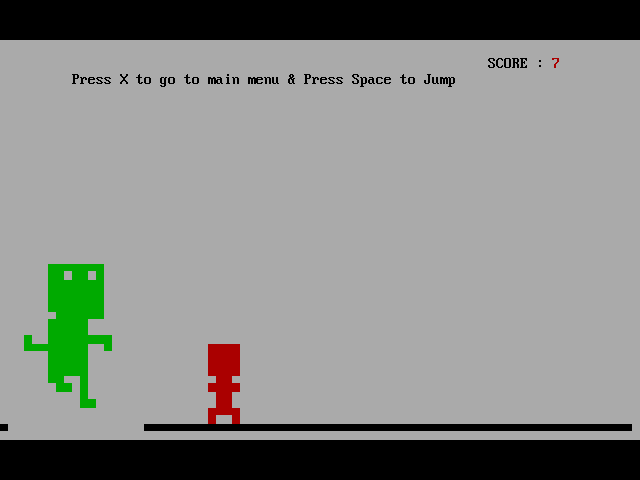 SCORE : 7
Press X to go to main menu & Press Space to Jump